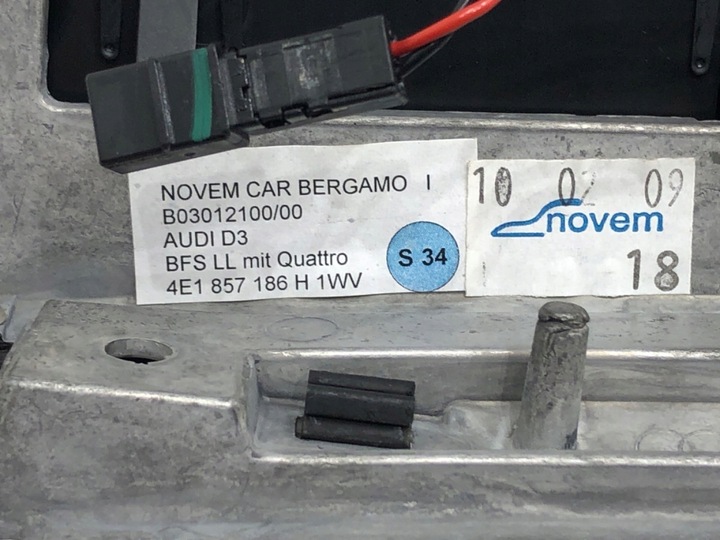 NOVEM CAR BERGAMO I
B03012100/00
AUDI D3
BFS LL mit Quattro
4E1 857 186 H 1WV
S 34
10 02 09
novem
18